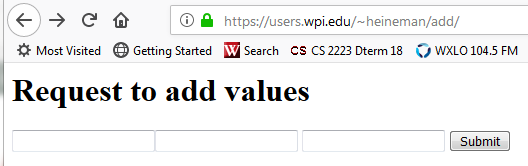 https://users.wpi.edu/~heineman/add/
Most Visited Getting Started W Search CS CS 2223 Dterm 18 WXLO 104.5 FM
Request to add values
Submit